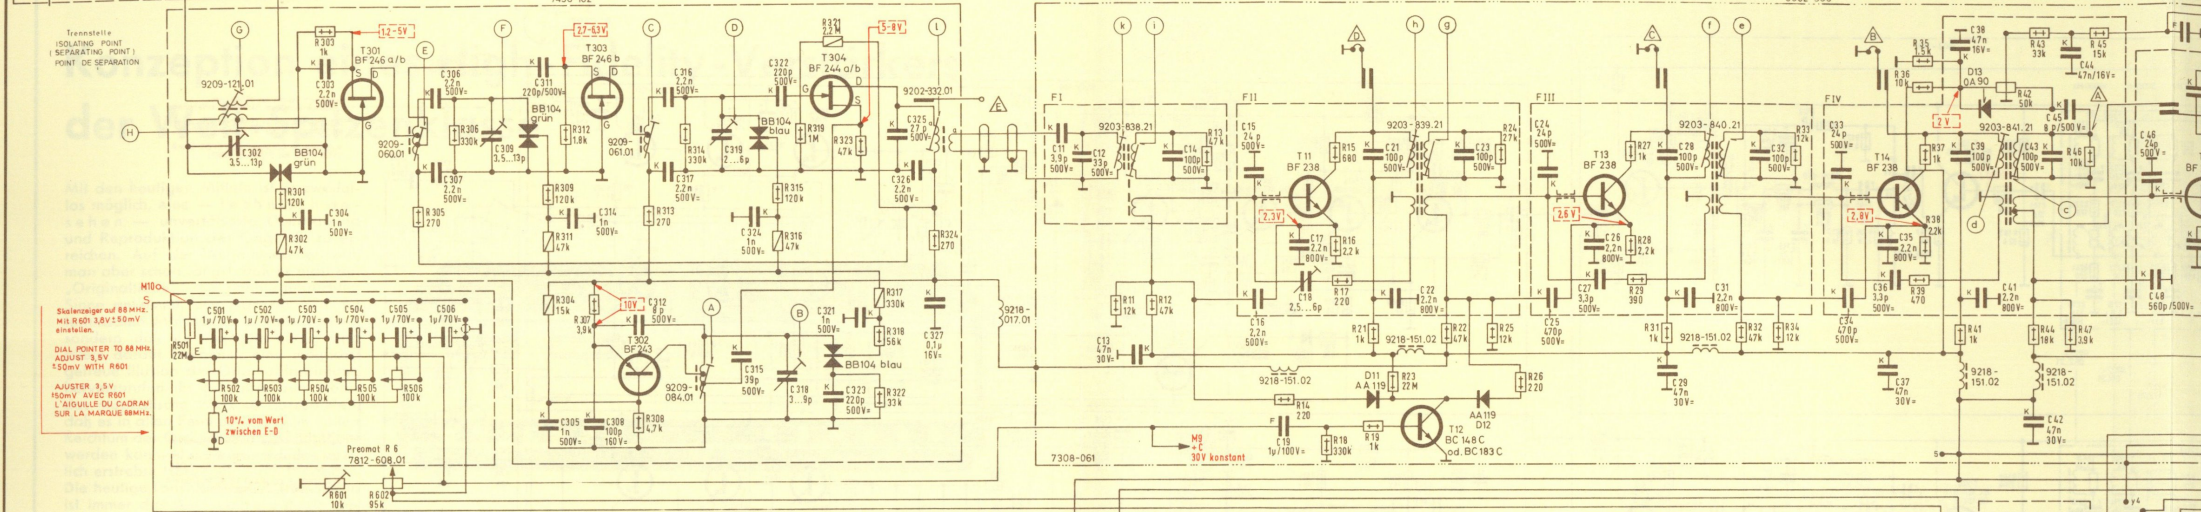 Trennstelle
ISOLATING POINT
( SEPARATING POINT )
POINT DE SEPARATION
G
H
9209-121.01
R303
1k
C303
2,2n
500V=
1,2-5V
T301
BF 246 a/b
S D
G
C302
3,5...13p
BB104
grün
R301
120k
C304
1n
500V=
R302
47k
E
F
C306
2,2n
500V=
R306
330k
9209-
060.01
C307
2,2n
500V=
R305
270
C309
3,5...13p
BB104
grün
C311
220p/500V=
2,7-6,3V
T303
BF 246 b
S D
G
R312
1,8k
R309
120k
C314
1n
500V=
R311
47k
C
D
C316
2,2n
500V=
R314
330k
9209-
061.01
C317
2,2n
500V=
R313
270
C319
2...6p
BB104
blau
C322
220p
500V=
R321
2,2M
T304
BF 244 a/b
G D S
5-8V
R319
1M
R323
47k
R315
120k
C324
1n
500V=
R316
47k
9202-332.01
C325
27p
500V=
C326
2,2n
500V=
R324
270
l
E
M10
S
Skalenzeiger auf 88 MHz.
Mit R601 3,8V ±50mV
einstellen.
DIAL POINTER TO 88 MHz.
ADJUST 3,5V
±50mV WITH R601
AJUSTER 3,5V
±50mV AVEC R601
L'AIGUILLE DU CADRAN
SUR LA MARQUE 88MHz.
C501
1µ/70V=
C502
1µ/70V=
C503
1µ/70V=
C504
1µ/70V=
C505
1µ/70V=
C506
1µ/70V=
R501
22M
E
R502
100k
R503
100k
R504
100k
R505
100k
R506
100k
A
D
10% vom Wert
zwischen E-D
Preomat R 6
7812-608.01
R601
10k
R602
95k
R304
15k
R307
3,9k
10V
C312
8p
500V=
A
B
T302
BF243
9209-
084.01
C305
1n
500V=
C308
100p
160V=
R308
4,7k
C315
39p
500V=
C318
3...9p
C321
1n
500V=
BB104 blau
C323
220p
500V=
R317
330k
R318
56k
R322
33k
C327
0,1µ
16V=
9218-
017.01
k
i
F I
9203-838.21
C11
3,9p
500V=
C12
33p
500V=
C14
100p
500V=
R13
47k
R11
12k
R12
47k
C13
47n
30V=
7308-061
D
h
g
F II
C15
24p
500V=
T11
BF 238
R15
680
C21
100p
500V=
9203-839.21
C23
100p
500V=
R24
27k
2,3V
C17
2,2n
800V=
R16
2,2k
C18
2,5...6p
R17
220
C16
2,2n
500V=
C22
2,2n
800V=
R21
1k
R22
47k
R25
12k
9218-151.02
9218-151.02
D11
AA 119
R23
22M
R14
220
AA119
D12
R26
220
T12
BC 148 C
od. BC 183 C
C19
1µ/100V=
R18
330k
R19
1k
M9
+C
30V konstant
C
f
e
F III
C24
24p
500V=
T13
BF 238
R27
1k
C28
100p
500V=
9203-840.21
C32
100p
500V=
R33
12k
2,6V
C26
2,2n
800V=
R28
2,2k
C27
3,3p
500V=
R29
390
C25
470p
500V=
C31
2,2n
800V=
R31
1k
R32
47k
R34
12k
9218-151.02
C29
47n
30V=
B
F IV
C33
24p
500V=
T14
BF 238
R35
1,5k
R36
10k
C38
47n
16V=
D13
OA90
2V
R43
33k
C44
47n/16V=
R45
15k
R42
50k
C45
8p/500V=
A
R37
1k
C39
100p
500V=
9203-841.21
C43
100p
500V=
R46
10k
d
c
2,8V
C35
2,2n
800V=
R38
2,2k
C36
3,3p
500V=
R39
470
C34
470p
500V=
C41
2,2n
800V=
R41
1k
R44
18k
R47
3,9k
C37
47n
30V=
9218-
151.02
9218-
151.02
C42
47n
30V=
C46
24p
500V=
C48
560p/500V=
BF
5
y4